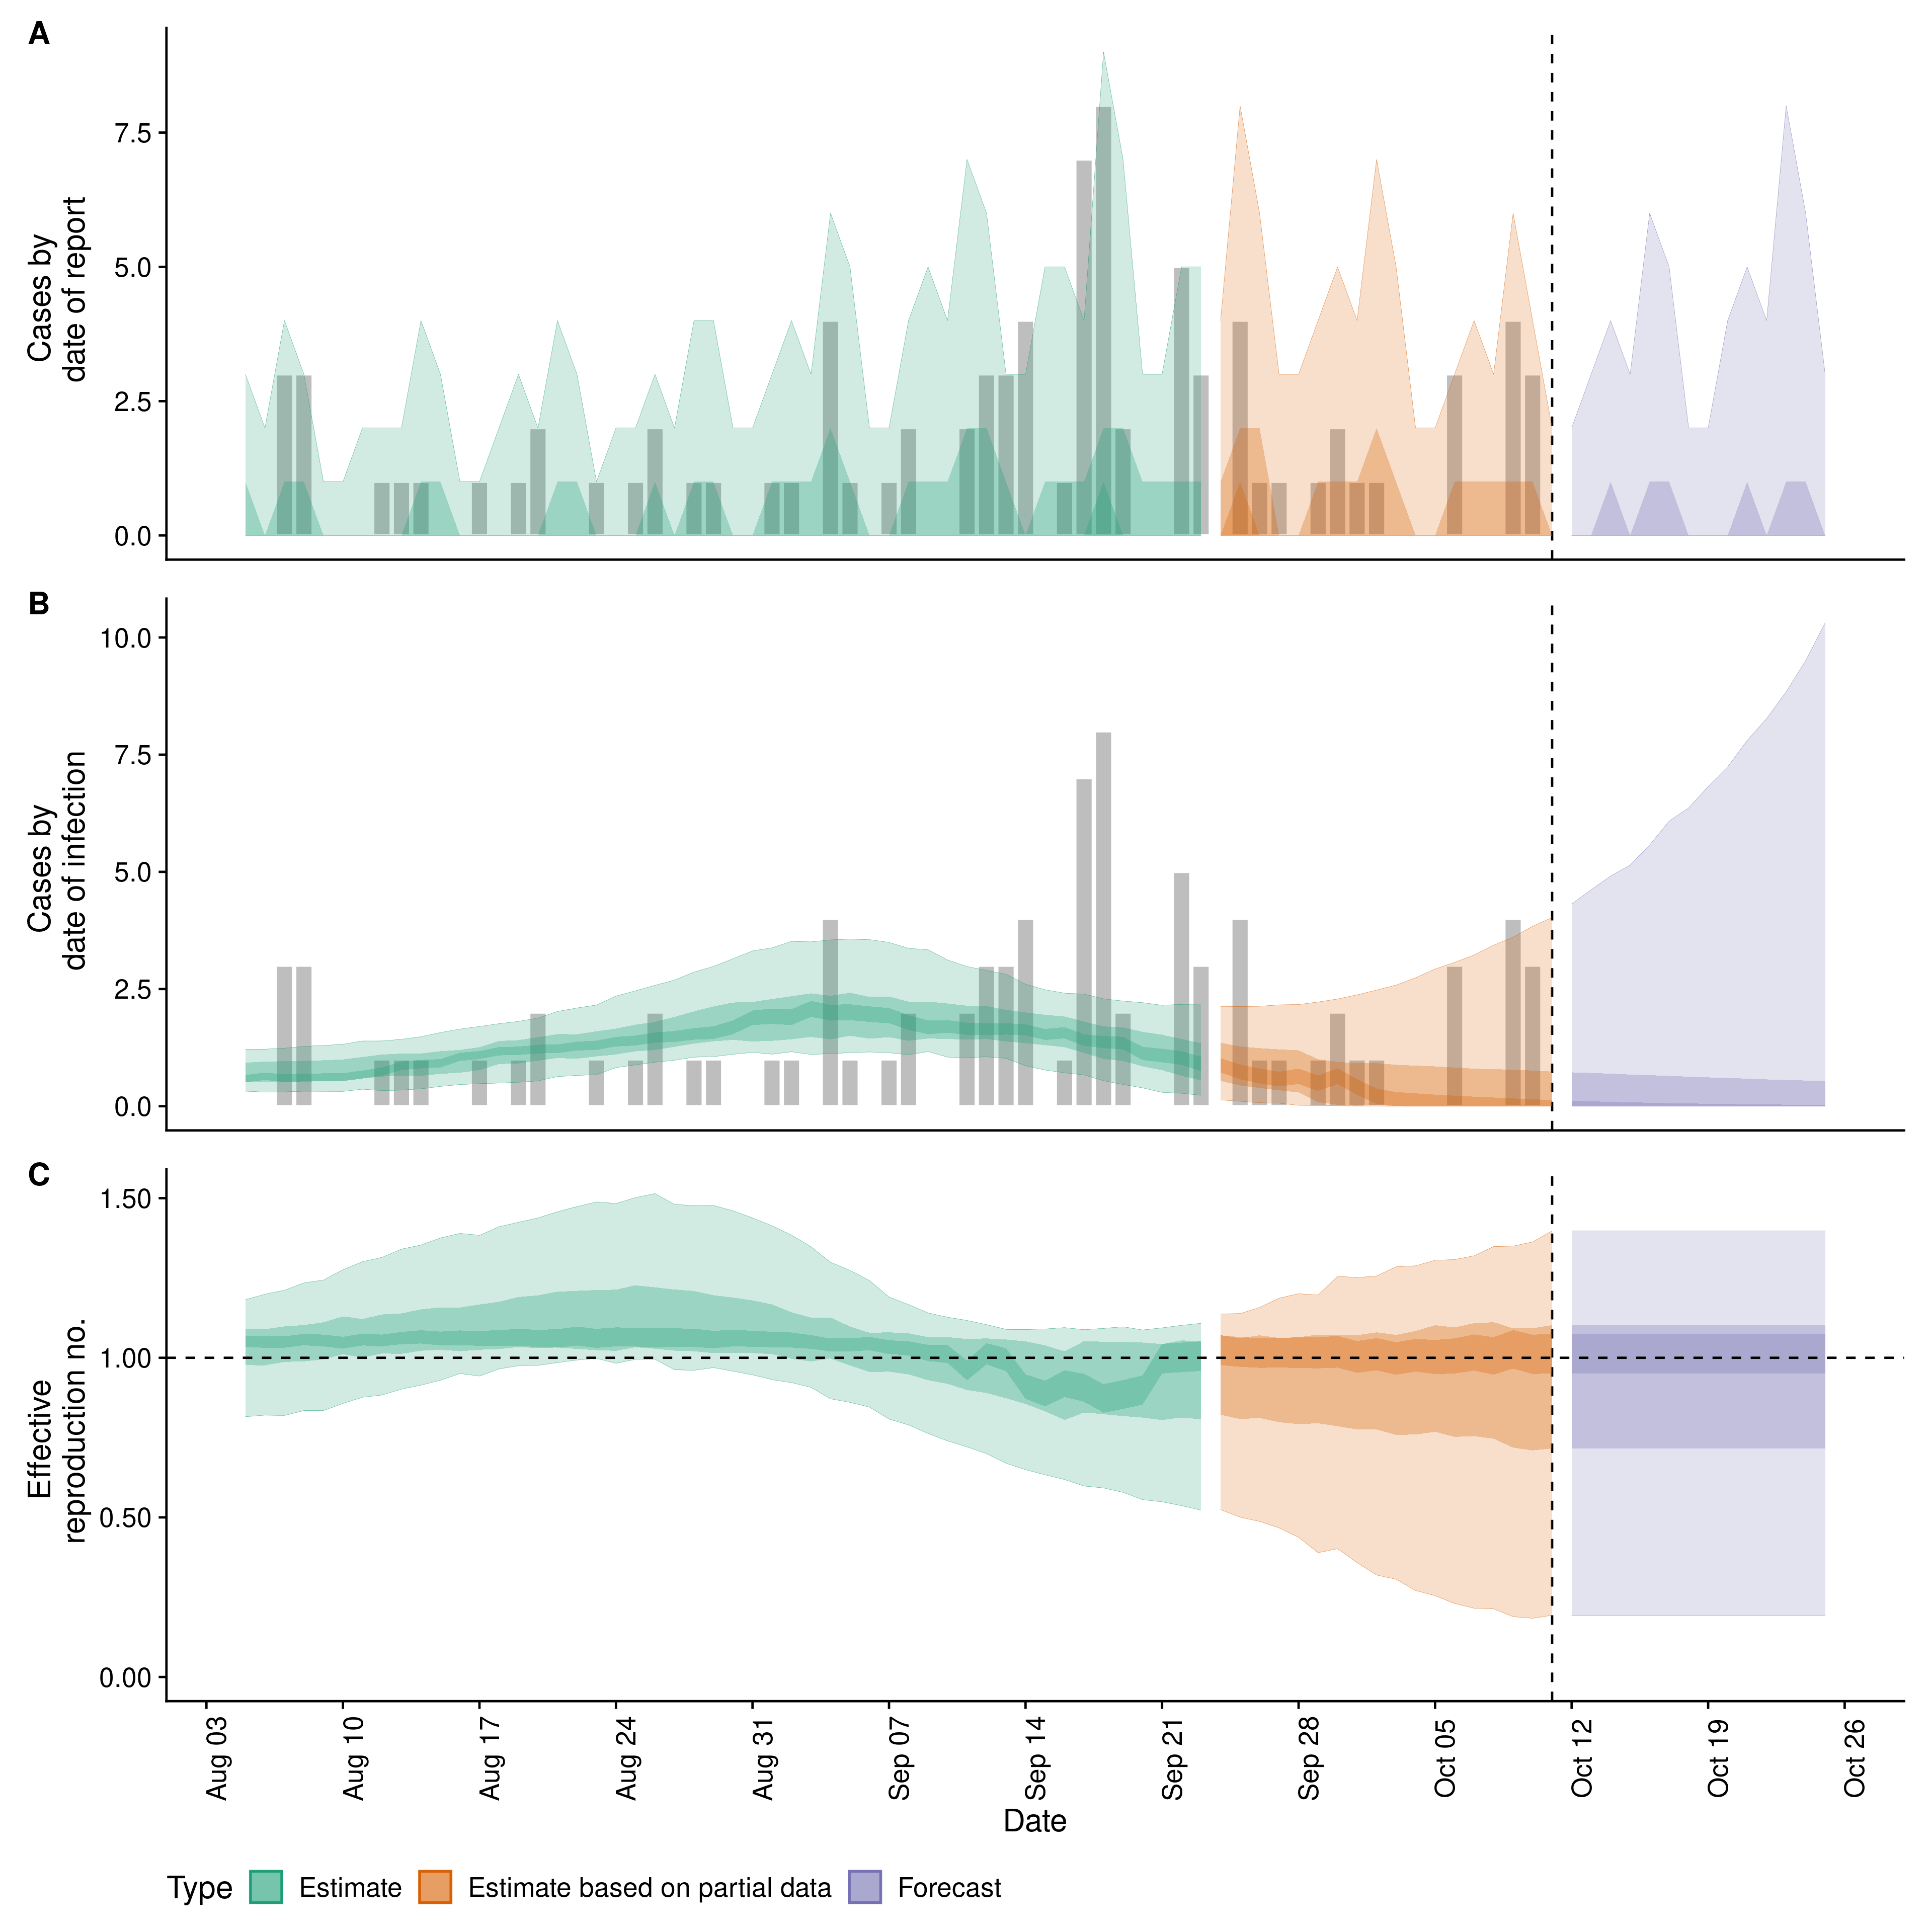 A
Cases by
date of report
7.5
5.0
2.5
0.0
B
Cases by
date of infection
10.0
7.5
5.0
2.5
0.0
C
Effective
reproduction no.
1.50
1.00
0.50
0.00
Aug 03
Aug 10
Aug 17
Aug 24
Aug 31
Sep 07
Sep 14
Sep 21
Sep 28
Oct 05
Oct 12
Oct 19
Oct 26
Date
Type Estimate Estimate based on partial data Forecast